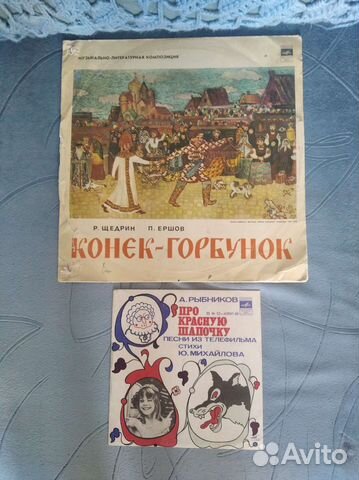 МУЗЫКАЛЬНО-ЛИТЕРАТУРНАЯ КОМПОЗИЦИЯ
Р. ЩЕДРИН П. ЕРШОВ
КОНЕК-ГОРБУНОК
А. РЫБНИКОВ
ПРО
КРАСНУЮ
ШАПОЧКУ
ПЕСНИ ИЗ ТЕЛЕФИЛЬМА
СТИХИ
Ю. МИХАЙЛОВА
Avito